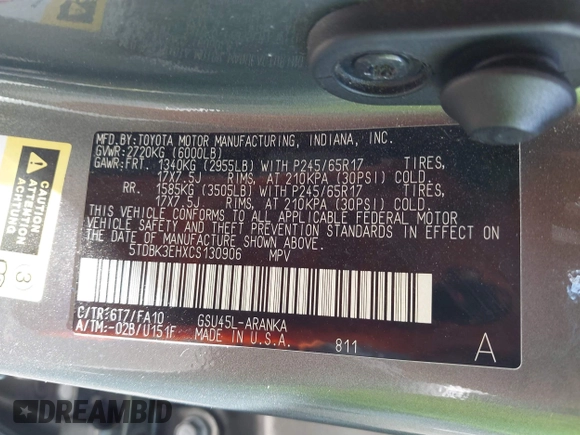 MFD.BY:TOYOTA MOTOR MANUFACTURING, INDIANA, INC.
GVWR:2720KG (6000LB)
GAWR:FRT. 1340KG (2955LB) WITH P245/65R17 TIRES,
17X7.5J RIMS, AT 210KPA (30PSI) COLD.
RR. 1585KG (3505LB) WITH P245/65R17 TIRES,
17X7.5J RIMS, AT 210KPA (30PSI) COLD.
THIS VEHICLE CONFORMS TO ALL APPLICABLE FEDERAL MOTOR
VEHICLE SAFETY AND THEFT PREVENTION STANDARDS IN EFFECT ON
THE DATE OF MANUFACTURE SHOWN ABOVE.
5TDBK3EHXCS130906 MPV
C/TR:6T7/FA10 GSU45L-ARANKA
A/TM:-02B/U151F MADE IN U.S.A.
811
A
CAUTION
ATTENTION
ACHTUNG
3
DREAMBID